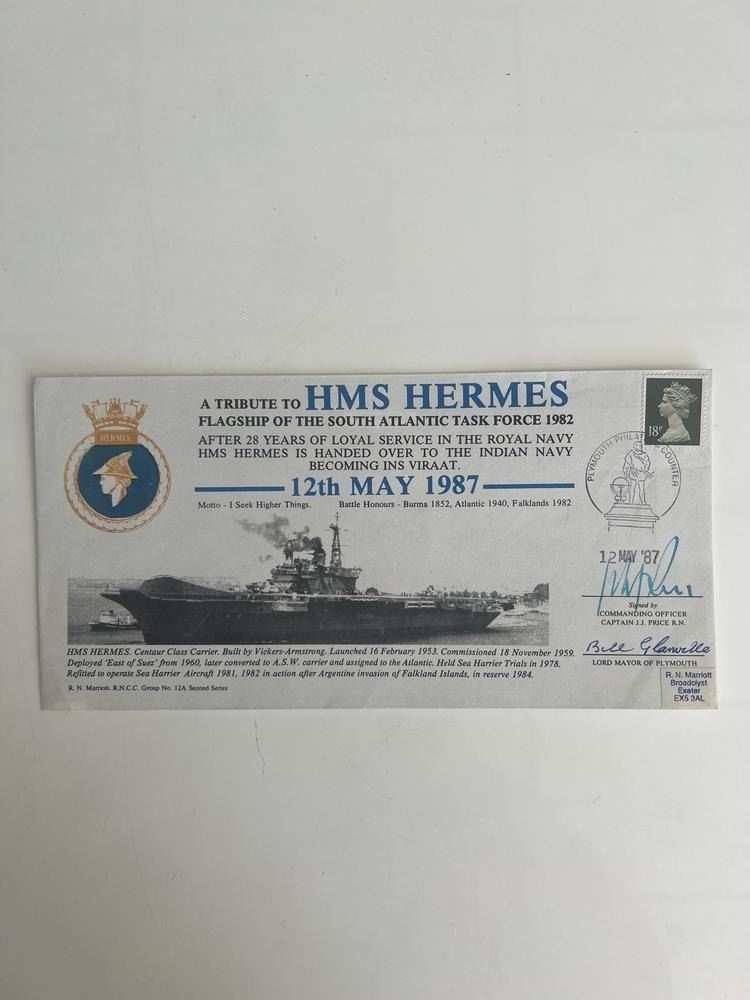 A TRIBUTE TO HMS HERMES
FLAGSHIP OF THE SOUTH ATLANTIC TASK FORCE 1982
AFTER 28 YEARS OF LOYAL SERVICE IN THE ROYAL NAVY
HMS HERMES IS HANDED OVER TO THE INDIAN NAVY
BECOMING INS VIRAAT.
12th MAY 1987
Motto - I Seek Higher Things. Battle Honours - Burma 1852, Atlantic 1940, Falklands 1982
HERMES
18P
PLYMOUTH PHILATELIC COUNTER
12 MAY '87
Signed by
COMMANDING OFFICER
CAPTAIN J.J. PRICE R.N.
Bill Glanville
LORD MAYOR OF PLYMOUTH
HMS HERMES. Centaur Class Carrier. Built by Vickers-Armstrong. Launched 16 February 1953. Commissioned 18 November 1959.
Deployed 'East of Suez' from 1960, later converted to A.S.W. carrier and assigned to the Atlantic. Held Sea Harrier Trials in 1978.
Refitted to operate Sea Harrier Aircraft 1981, 1982 in action after Argentine invasion of Falkland Islands, in reserve 1984.
R. N. Marriott. R.N.C.C. Group No. 12A Second Series
R. N. Marriott
Broadclyst
Exeter
EX5 3AL